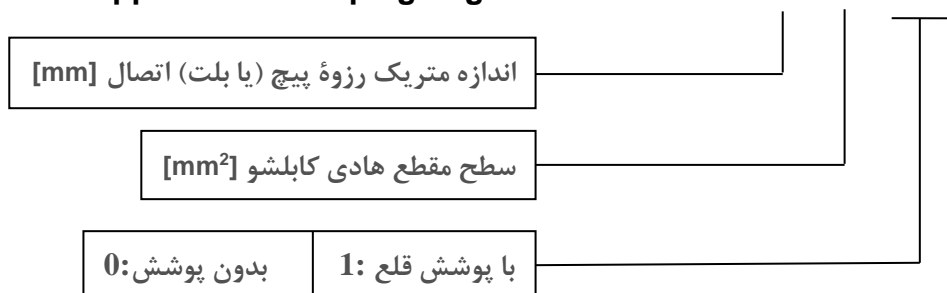 اندازه متریک رزوۀ پیچ (یا بلت) اتصال [mm]
سطح مقطع هادی کابلشو [mm²]
با پوشش قلع :1 بدون پوشش:0